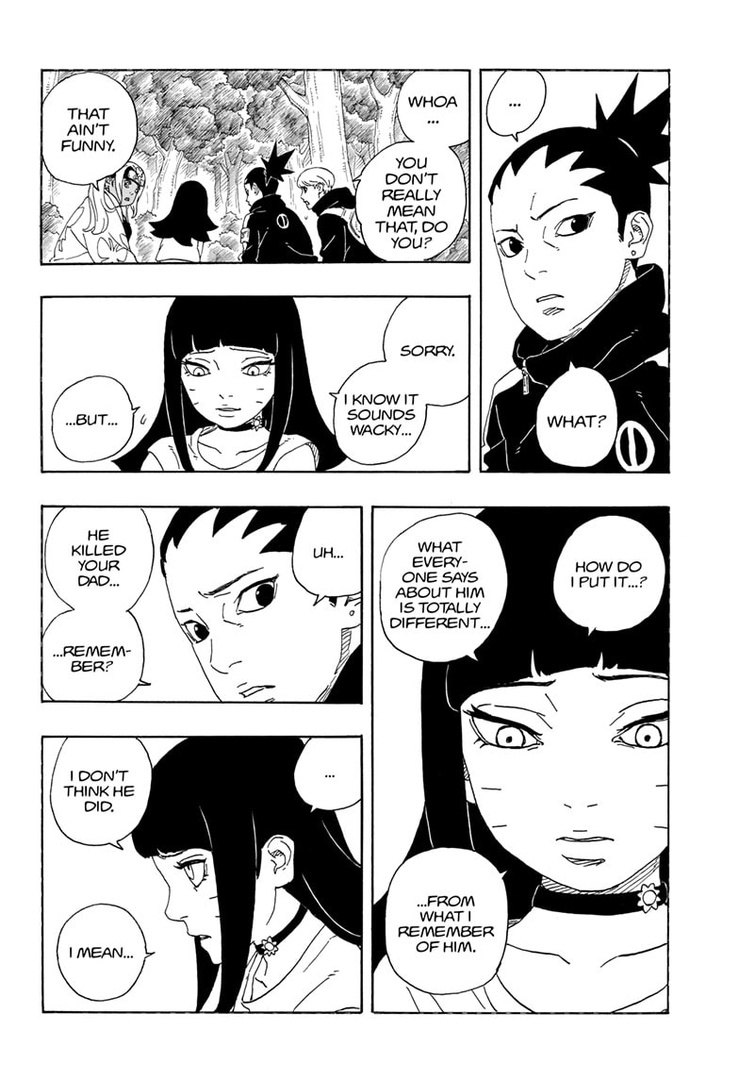 ...
WHAT?
WHOA
...
YOU
DON'T
REALLY
MEAN
THAT, DO
YOU?
THAT
AIN'T
FUNNY.
SORRY.
I KNOW IT
SOUNDS
WACKY...
...BUT...
HOW DO
I PUT IT...?
WHAT
EVERY-
ONE SAYS
ABOUT HIM
IS TOTALLY
DIFFERENT...
...FROM
WHAT I
REMEMBER
OF HIM.
UH...
HE
KILLED
YOUR
DAD...
...REMEM-
BER?
...
I DON'T
THINK HE
DID.
I MEAN...